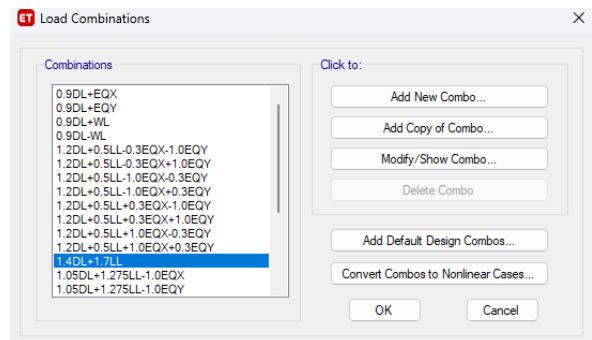 ET Load Combinations
Combinations
0.9DL+EQX
0.9DL+EQY
0.9DL+WL
0.9DL-WL
1.2DL+0.5LL-0.3EQX-1.0EQY
1.2DL+0.5LL-0.3EQX+1.0EQY
1.2DL+0.5LL-1.0EQX-0.3EQY
1.2DL+0.5LL-1.0EQX+0.3EQY
1.2DL+0.5LL+0.3EQX-1.0EQY
1.2DL+0.5LL+0.3EQX+1.0EQY
1.2DL+0.5LL+1.0EQX-0.3EQY
1.2DL+0.5LL+1.0EQX+0.3EQY
1.4DL+1.7LL
1.05DL+1.275LL-1.0EQX
1.05DL+1.275LL-1.0EQY
Click to:
Add New Combo...
Add Copy of Combo...
Modify/Show Combo...
Delete Combo
Add Default Design Combos...
Convert Combos to Nonlinear Cases...
OK
Cancel